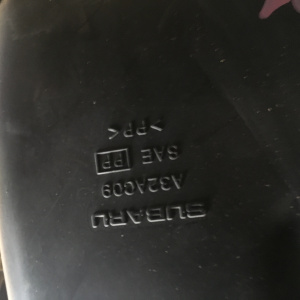 SUBARU
A32AC09
SAE PP
>PP<